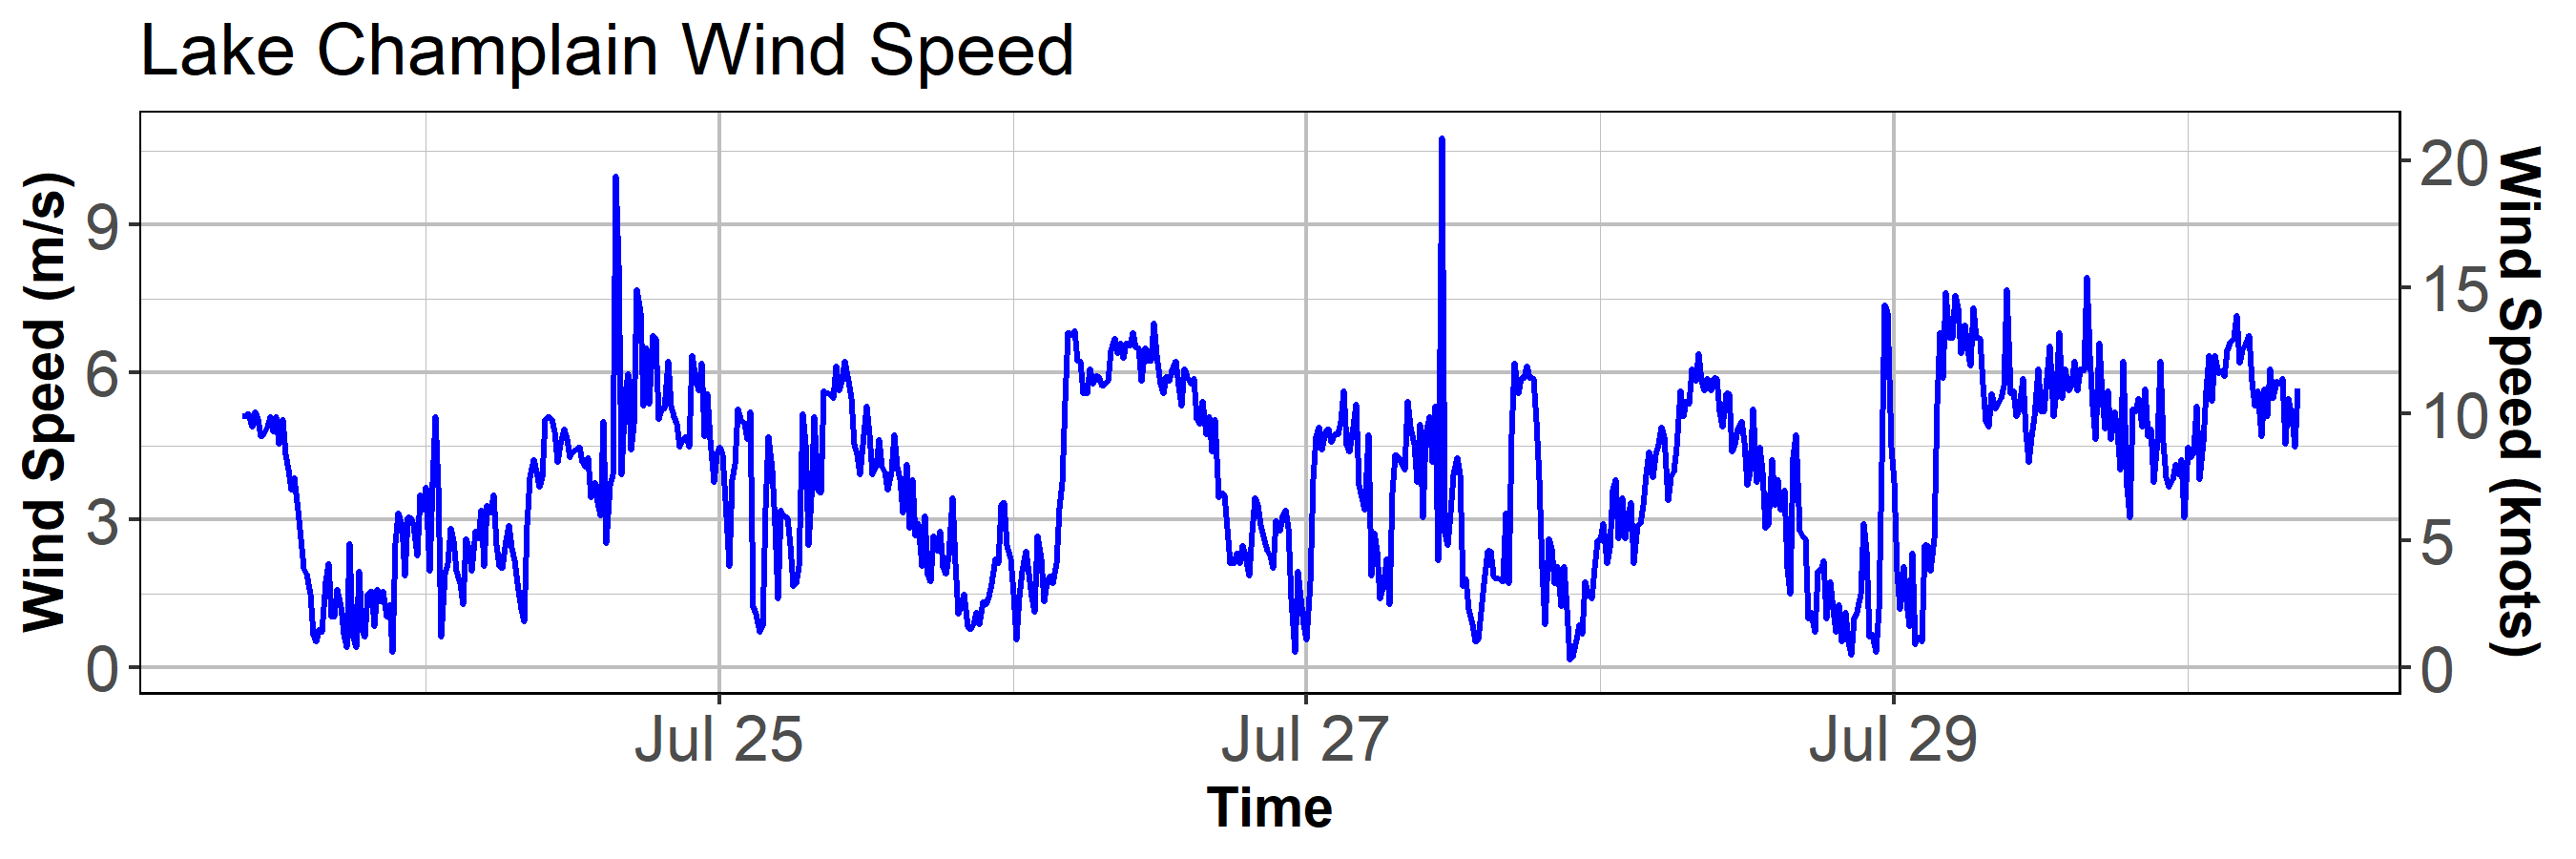 Lake Champlain Wind Speed
Wind Speed (m/s)
9
6
3
0
20
15
10
5
0
Wind Speed (knots)
Jul 25
Jul 27
Jul 29
Time